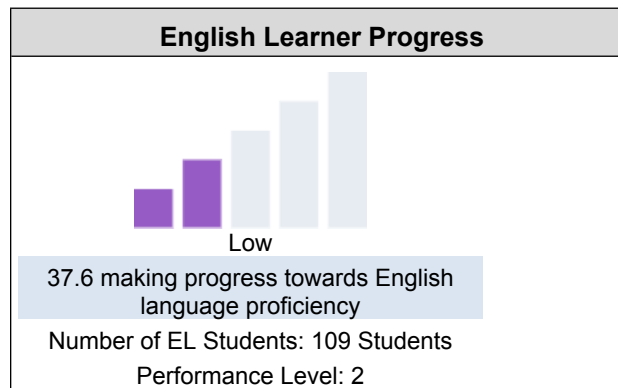 English Learner Progress
Low
37.6 making progress towards English
language proficiency
Number of EL Students: 109 Students
Performance Level: 2